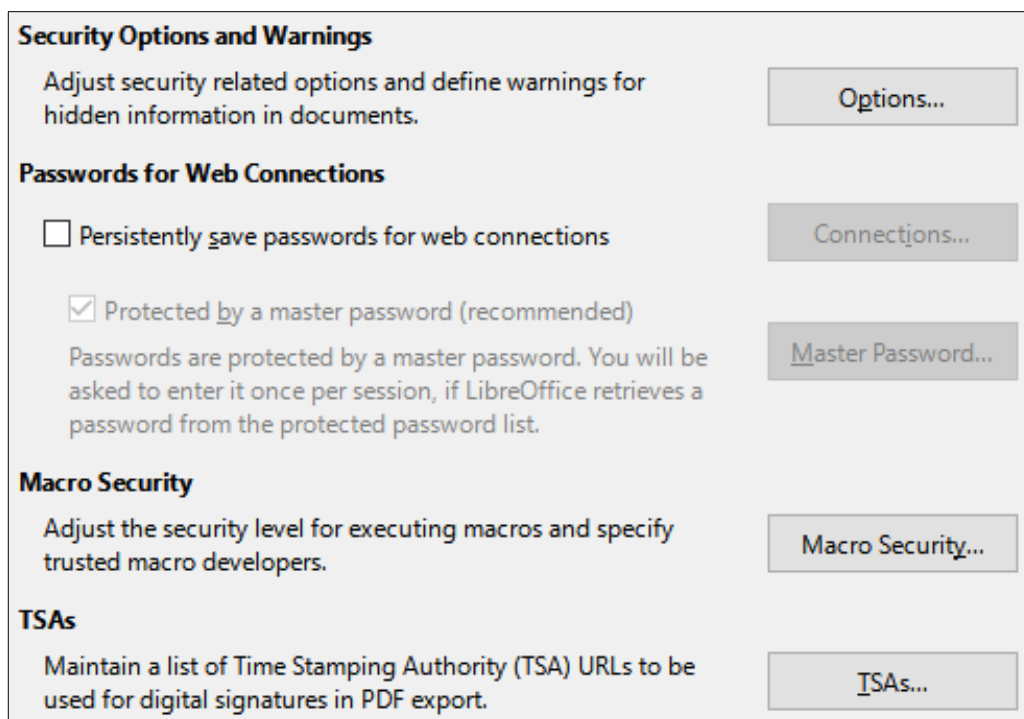 Security Options and Warnings
Adjust security related options and define warnings for
hidden information in documents.
Options...
Passwords for Web Connections
Persistently save passwords for web connections
Connections...
Protected by a master password (recommended)
Passwords are protected by a master password. You will be
asked to enter it once per session, if LibreOffice retrieves a
password from the protected password list.
Master Password...
Macro Security
Adjust the security level for executing macros and specify
trusted macro developers.
Macro Security...
TSAs
Maintain a list of Time Stamping Authority (TSA) URLs to be
used for digital signatures in PDF export.
TSAs...